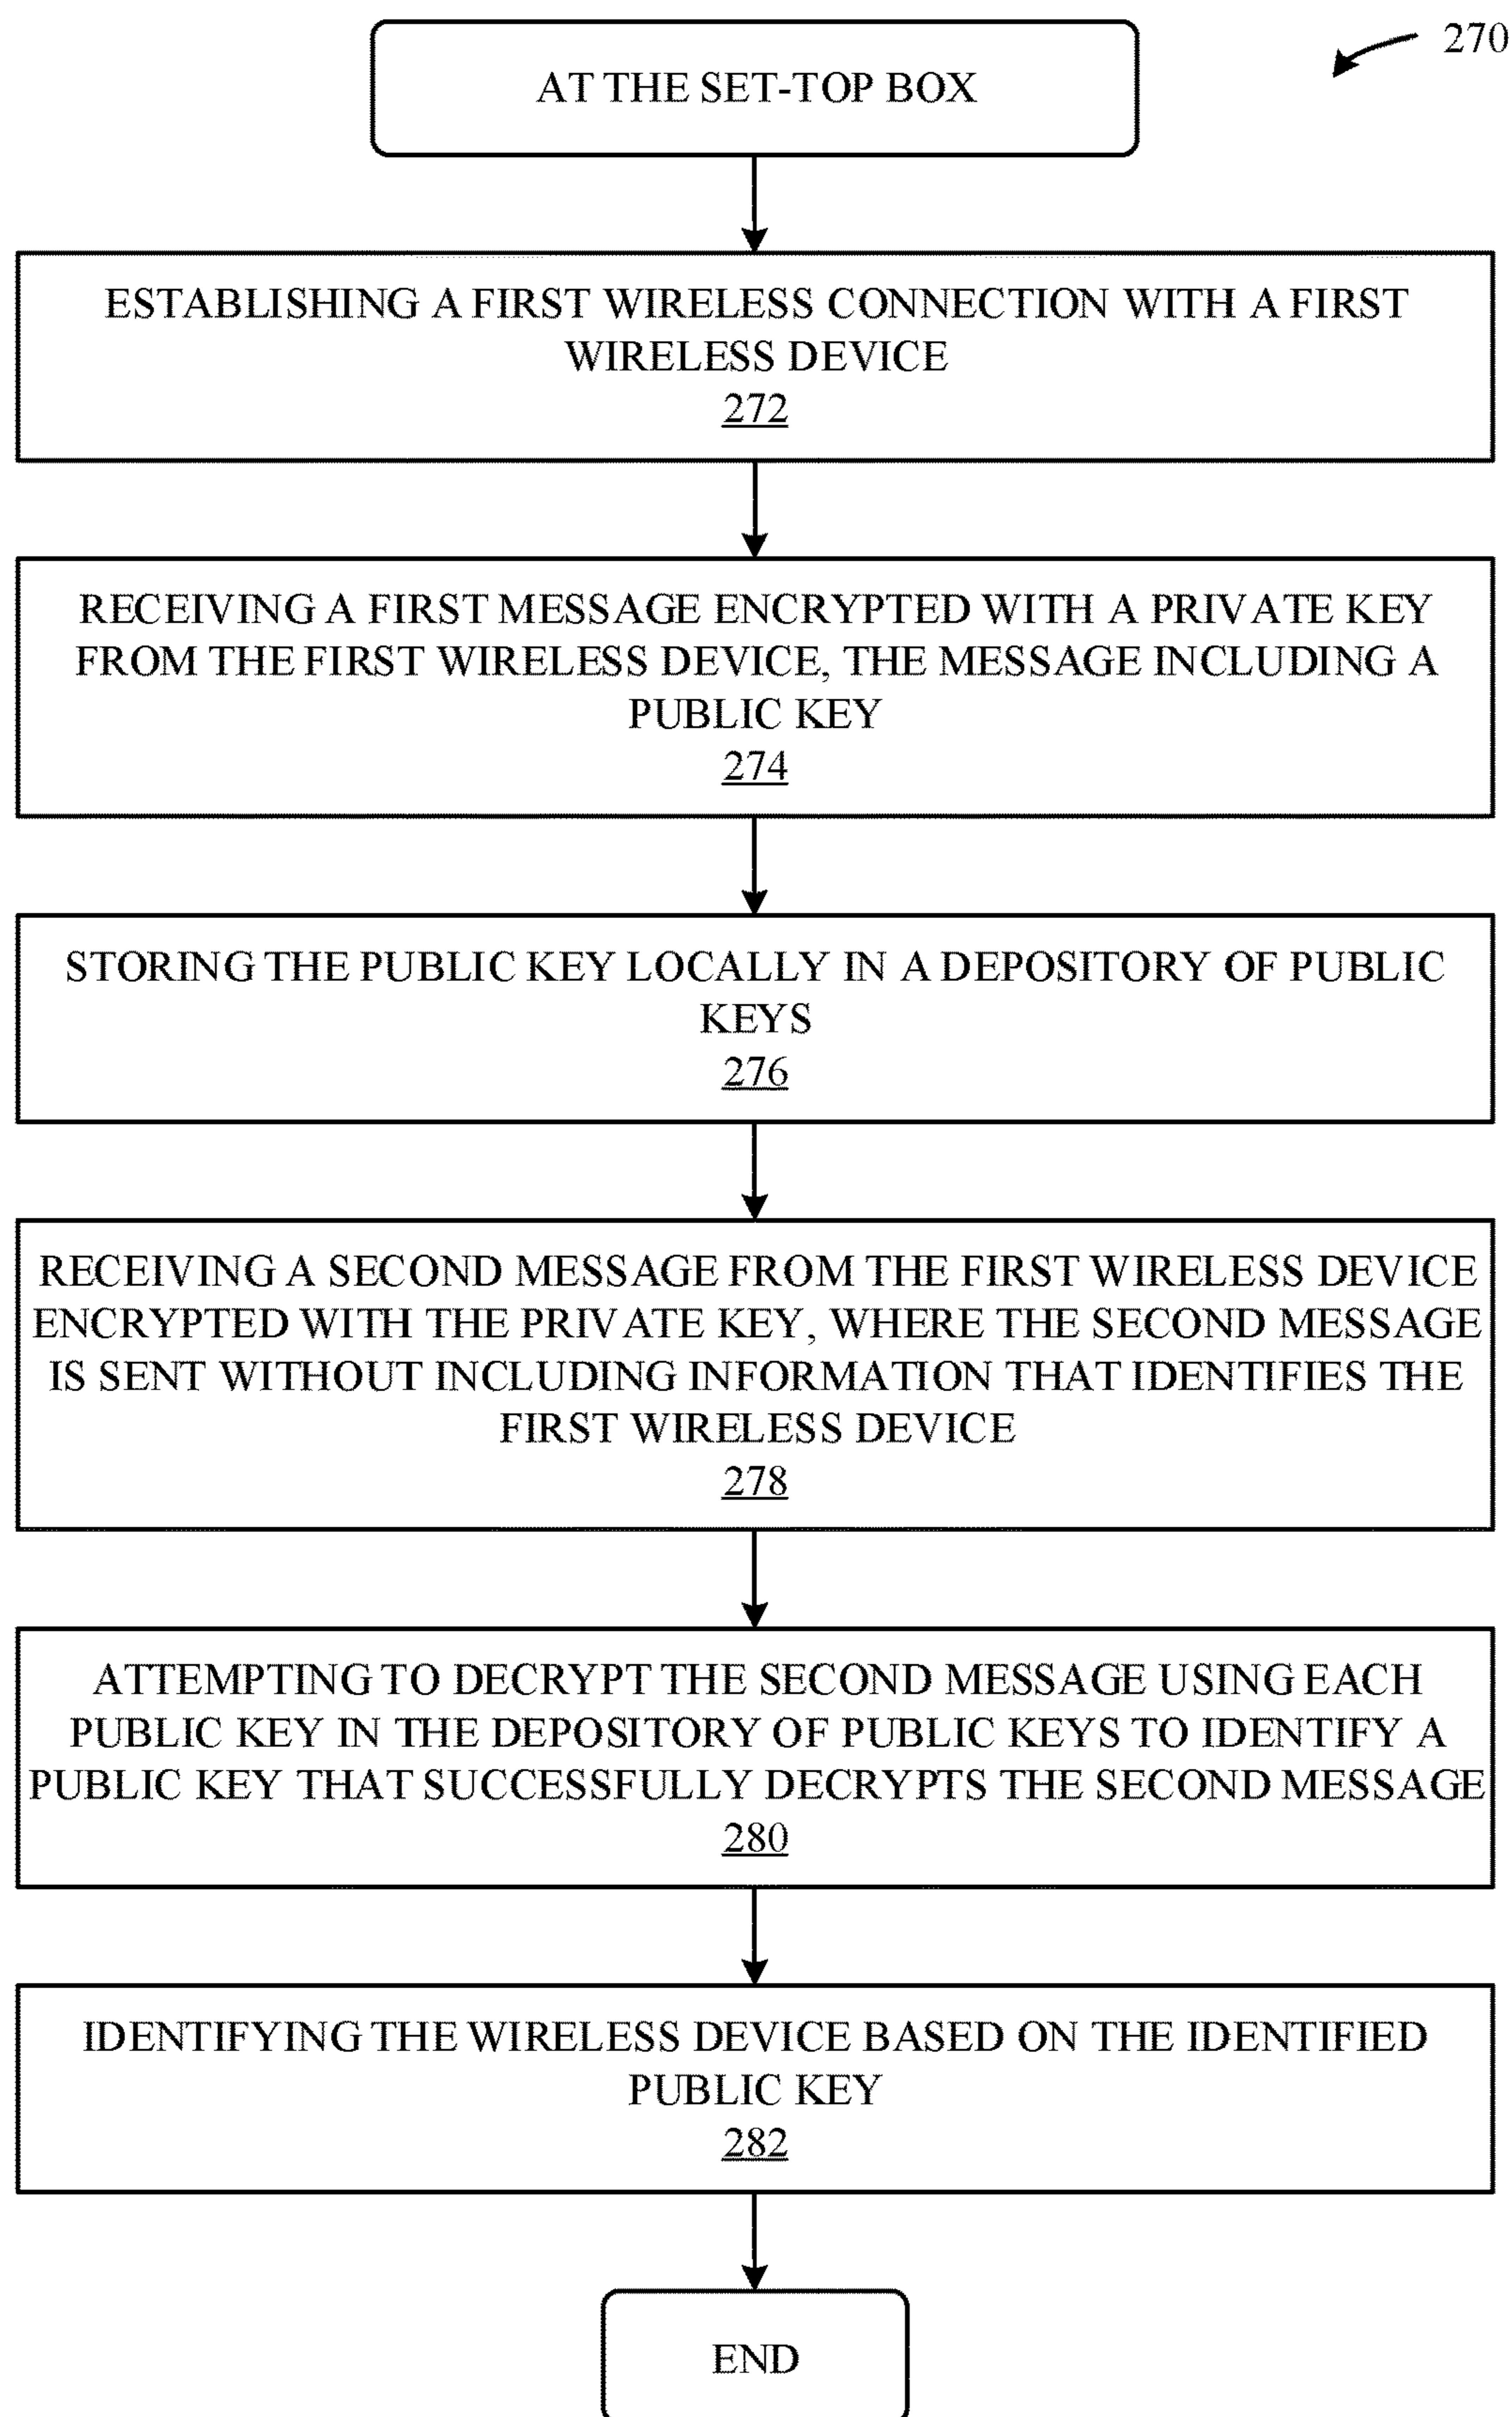 270
AT THE SET-TOP BOX
ESTABLISHING A FIRST WIRELESS CONNECTION WITH A FIRST
WIRELESS DEVICE
272
RECEIVING A FIRST MESSAGE ENCRYPTED WITH A PRIVATE KEY
FROM THE FIRST WIRELESS DEVICE, THE MESSAGE INCLUDING A
PUBLIC KEY
274
STORING THE PUBLIC KEY LOCALLY IN A DEPOSITORY OF PUBLIC
KEYS
276
RECEIVING A SECOND MESSAGE FROM THE FIRST WIRELESS DEVICE
ENCRYPTED WITH THE PRIVATE KEY, WHERE THE SECOND MESSAGE
IS SENT WITHOUT INCLUDING INFORMATION THAT IDENTIFIES THE
FIRST WIRELESS DEVICE
278
ATTEMPTING TO DECRYPT THE SECOND MESSAGE USING EACH
PUBLIC KEY IN THE DEPOSITORY OF PUBLIC KEYS TO IDENTIFY A
PUBLIC KEY THAT SUCCESSFULLY DECRYPTS THE SECOND MESSAGE
280
IDENTIFYING THE WIRELESS DEVICE BASED ON THE IDENTIFIED
PUBLIC KEY
282
END